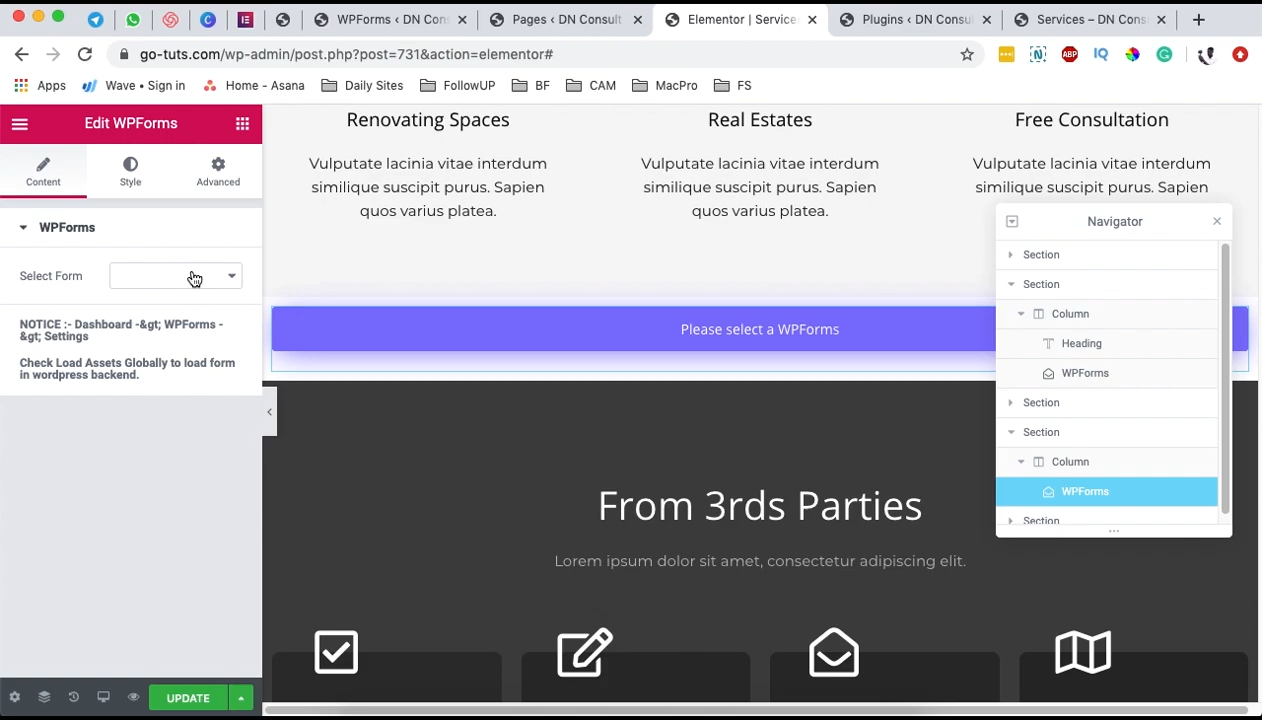 WPForms ‹ DN Cons
Pages ‹ DN Consult
Elementor | Service
Plugins ‹ DN Consul
Services – DN Cons
go-tuts.com/wp-admin/post.php?post=731&action=elementor#
ABP
IQ
Apps
Wave • Sign in
Home - Asana
Daily Sites
FollowUP
BF
CAM
MacPro
FS
Edit WPForms
Content
Style
Advanced
WPForms
Select Form
NOTICE :- Dashboard -&gt; WPForms -
&gt; Settings
Check Load Assets Globally to load form
in wordpress backend.
UPDATE
Renovating Spaces
Vulputate lacinia vitae interdum
similique suscipit purus. Sapien
quos varius platea.
Real Estates
Vulputate lacinia vitae interdum
similique suscipit purus. Sapien
quos varius platea.
Free Consultation
Vulputate lacinia vitae interdum
similique suscipit purus. Sapien
Please select a WPForms
From 3rds Parties
Lorem ipsum dolor sit amet, consectetur adipiscing elit.
Navigator
Section
Section
Column
Heading
WPForms
Section
Section
Column
WPForms
Section